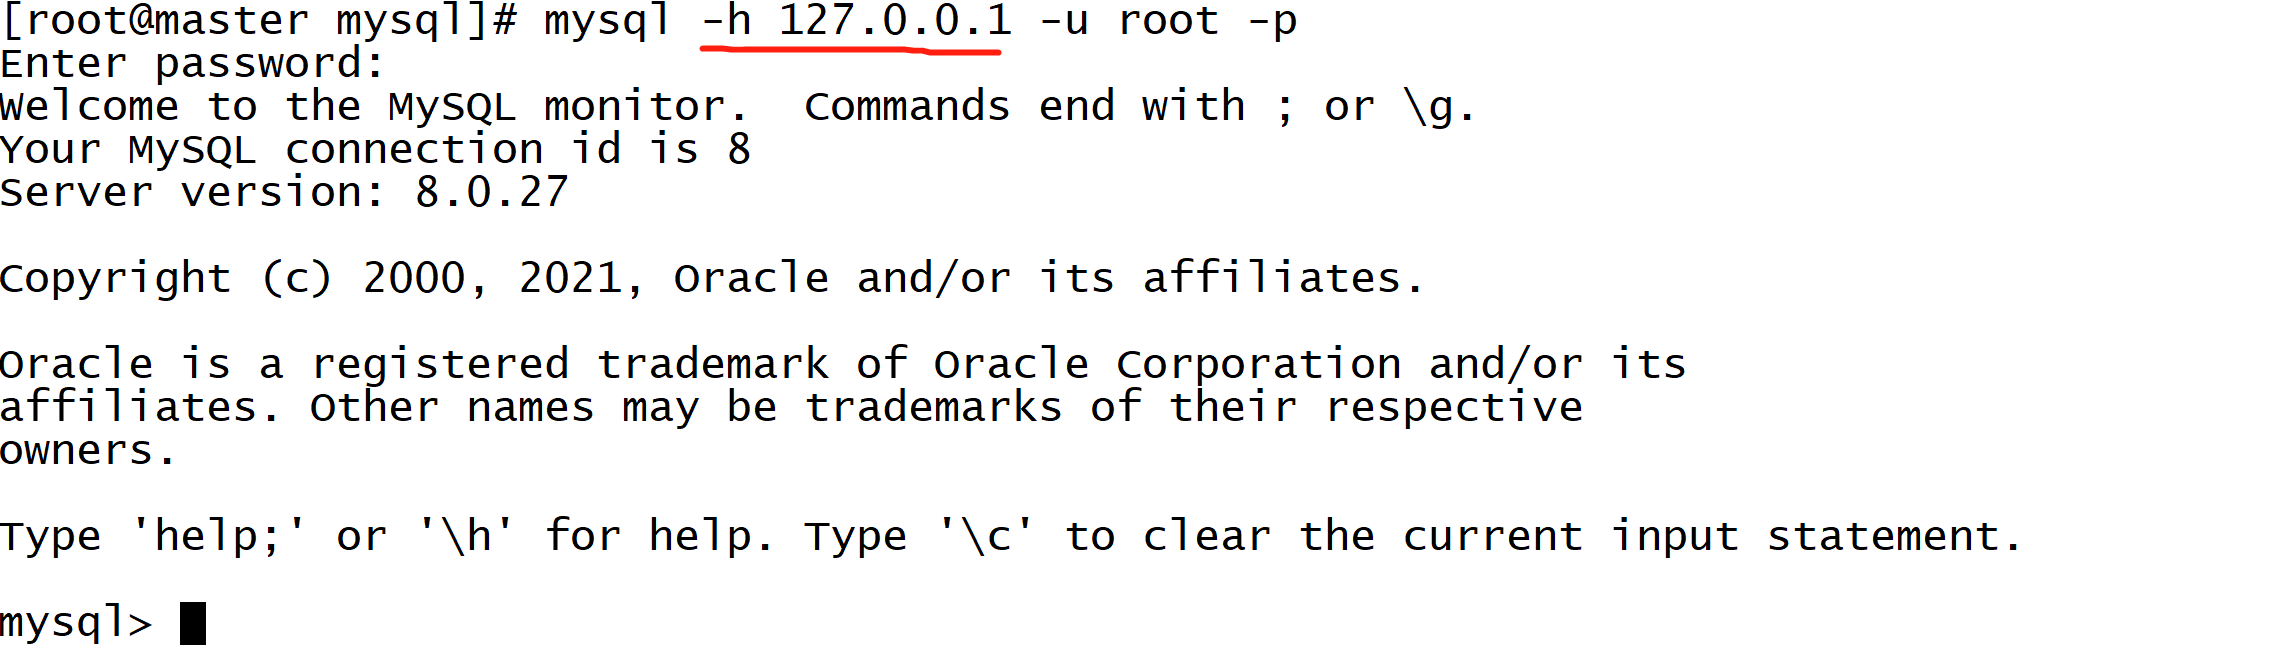 [root@master mysql]# mysql -h 127.0.0.1 -u root -p
Enter password:
Welcome to the MySQL monitor.  Commands end with ; or \g.
Your MySQL connection id is 8
Server version: 8.0.27
Copyright (c) 2000, 2021, Oracle and/or its affiliates.
Oracle is a registered trademark of Oracle Corporation and/or its
affiliates. Other names may be trademarks of their respective
owners.
Type 'help;' or '\h' for help. Type '\c' to clear the current input statement.
mysql>